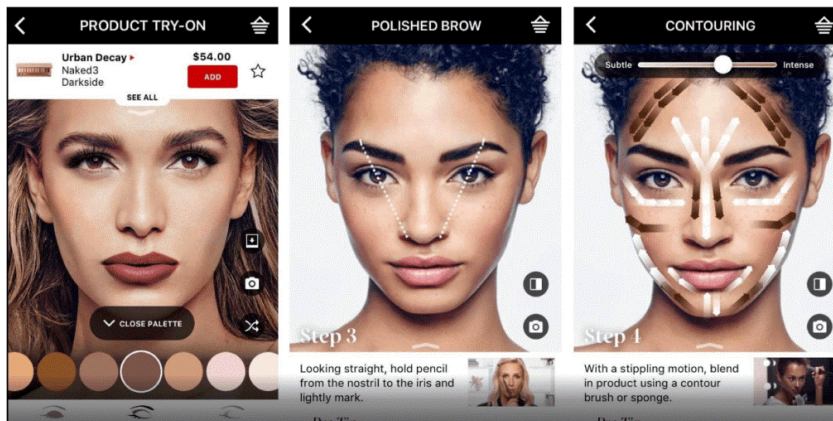 PRODUCT TRY-ON
Urban Decay
$54.00
Naked3
Darkside
ADD
SEE ALL
CLOSE PALETTE
POLISHED BROW
Step 3
Looking straight, hold pencil
from the nostril to the iris and
lightly mark.
CONTOURING
Subtle
Intense
Step 4
With a stippling motion, blend
in product using a contour
brush or sponge.